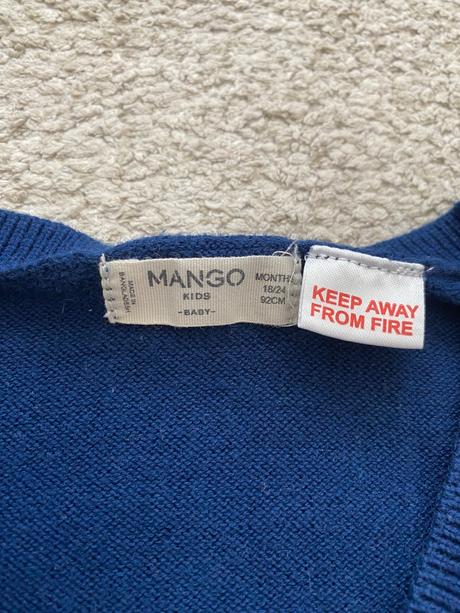 MADE IN
BANGLADESH
MANGO
KIDS
-BABY-
MONTHS
18/24
92CM
KEEP AWAY
FROM FIRE